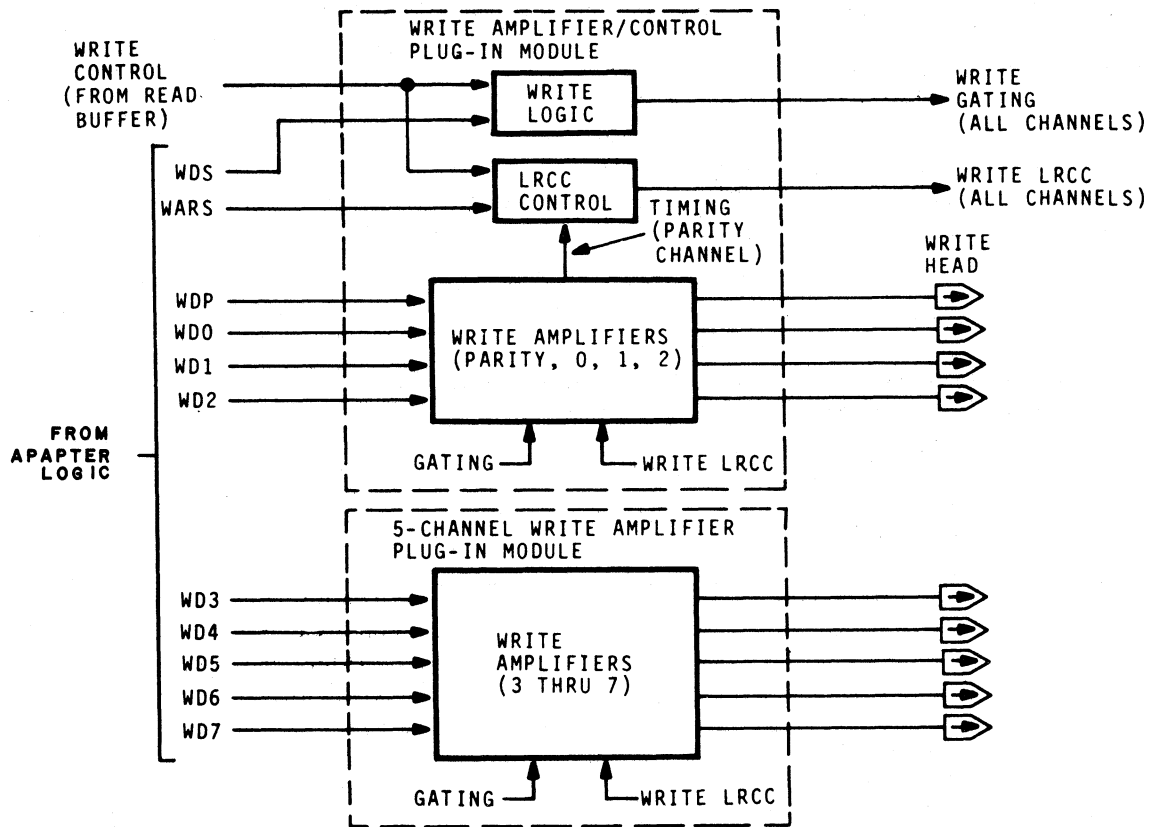 WRITE AMPLIFIER/CONTROL
PLUG-IN MODULE
WRITE
CONTROL
(FROM READ
BUFFER)
WRITE
LOGIC
WRITE
GATING
(ALL CHANNELS)
WDS
WARS
LRCC
CONTROL
WRITE LRCC
(ALL CHANNELS)
TIMING
(PARITY
CHANNEL)
WRITE
HEAD
WDP
WD0
WD1
WD2
WRITE AMPLIFIERS
(PARITY, 0, 1, 2)
GATING
WRITE LRCC
FROM
APAPTER
LOGIC
5-CHANNEL WRITE AMPLIFIER
PLUG-IN MODULE
WD3
WD4
WD5
WD6
WD7
WRITE
AMPLIFIERS
(3 THRU 7)
GATING
WRITE LRCC